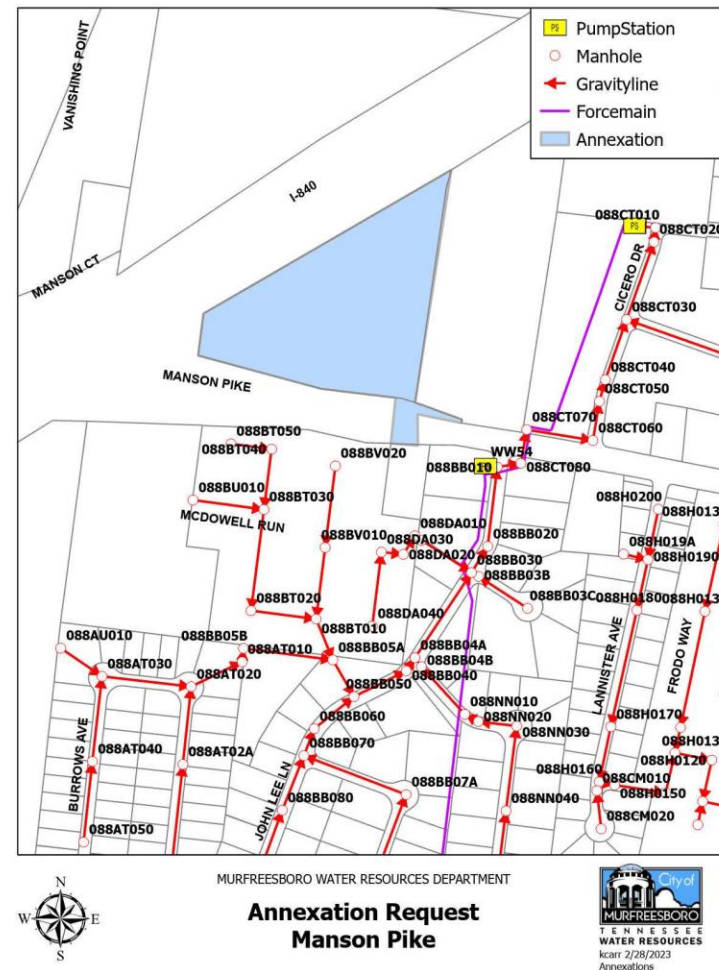 PS PumpStation
Manhole
Gravityline
Forcemain
Annexation
VANISHING POINT
I-840
MANSON CT
MANSON PIKE
088CT010
PS
088CT020
CICERO DR
088CT030
088CT040
088CT050
088CT070
088CT060
088BT050
088BT040
088BV020
WW54
088BB010
088CT080
088BU010
088BT030
088H0200
088H013
MCDOWELL RUN
088DA010
088BV010
088DA030
088BB020
088H019A
088DA020
088H0190
088BB030
088BB03B
088BT020
088BB03C
088H0180
088H013
088DA040
088BT010
088AU010
088BB05B
088AT010
088BB05A
088BB04A
088AT030
088AT020
088BB04B
088BB050
088BB040
LANNISTER AVE
FRODO WAY
088NN010
088BB060
088NN020
088H0170
088NN030
088BB070
088H013
088AT040
088AT02A
088H0160
088H0120
BURROWS AVE
JOHN LEE LN
088BB07A
088CM010
088H0150
088BB080
088NN040
088CM020
088AT050
N
W E
S
MURFREESBORO WATER RESOURCES DEPARTMENT
Annexation Request
Manson Pike
City of
MURFREESBORO
TENNESSEE
WATER RESOURCES
kcarr 2/28/2023
Annexations